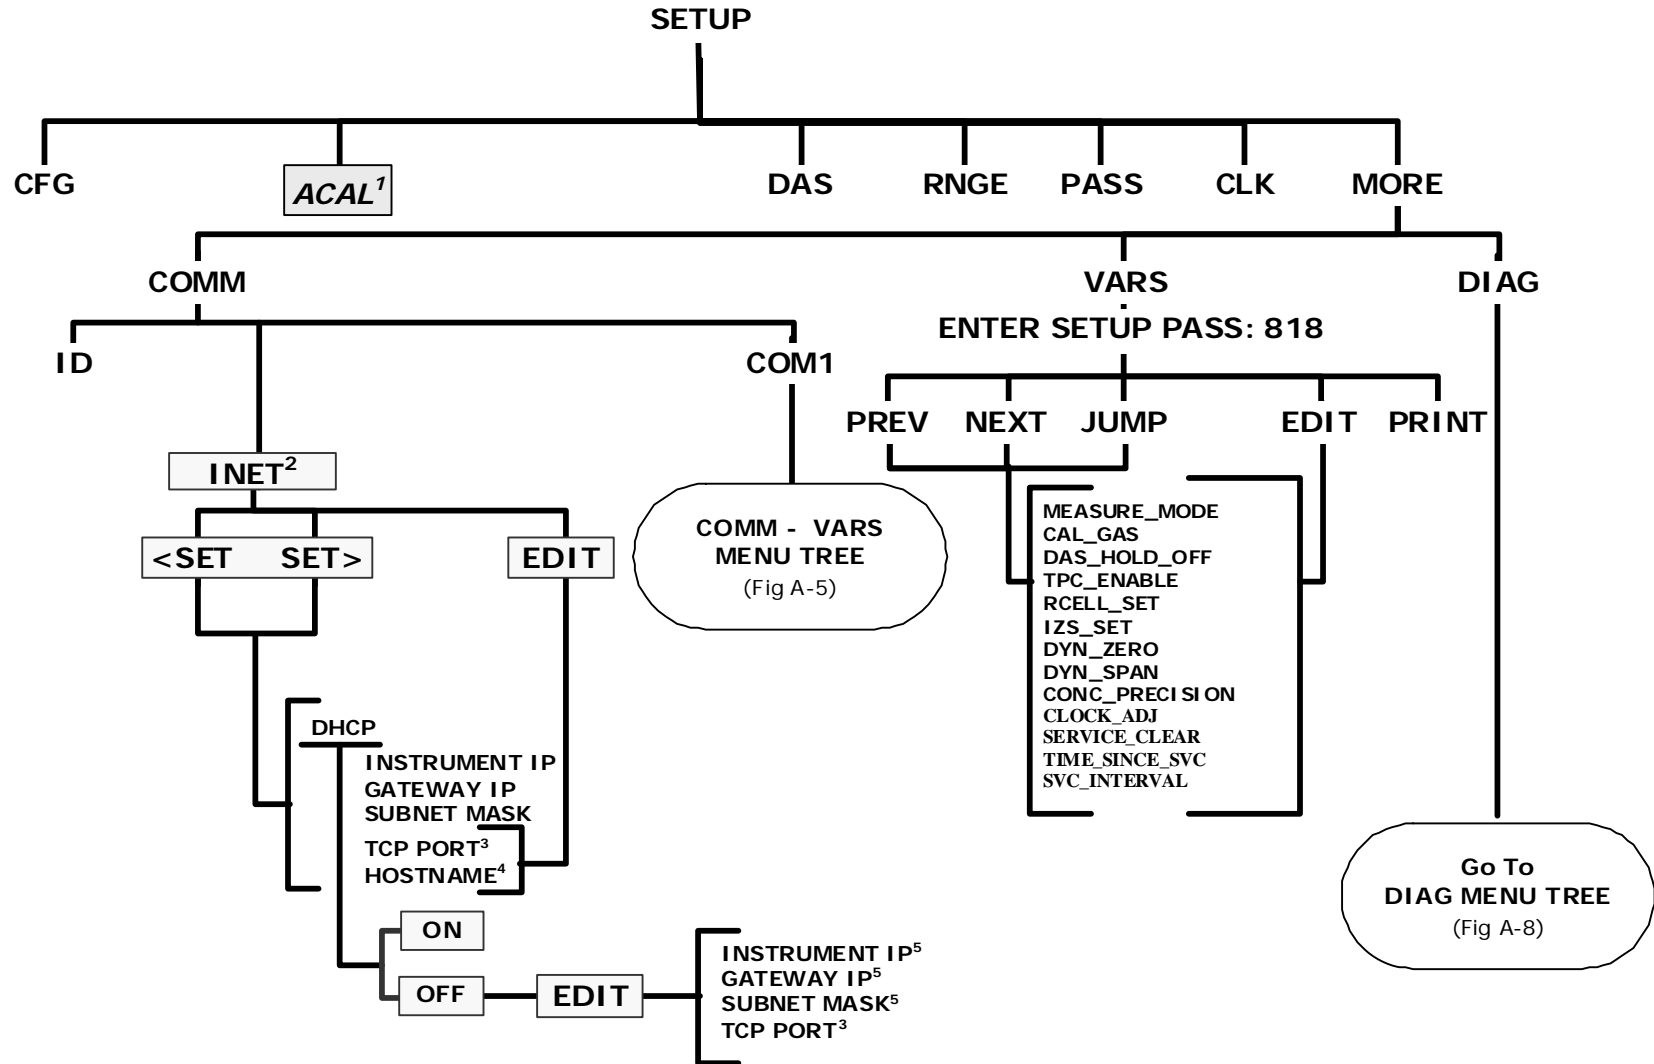 SETUP
CFG
ACAL¹
DAS
RNGE
PASS
CLK
MORE
COMM
VARS
DIAG
ENTER SETUP PASS: 818
ID
COM1
PREV
NEXT
JUMP
EDIT
PRINT
INET²
<SET SET>
EDIT
COMM - VARS
MENU TREE
(Fig A-5)
MEASURE_MODE
CAL_GAS
DAS_HOLD_OFF
TPC_ENABLE
RCELL_SET
IZS_SET
DYN_ZERO
DYN_SPAN
CONC_PRECISION
CLOCK_ADJ
SERVICE_CLEAR
TIME_SINCE_SVC
SVC_INTERVAL
DHCP
INSTRUMENT IP
GATEWAY IP
SUBNET MASK
TCP PORT³
HOSTNAME⁴
ON
OFF
EDIT
INSTRUMENT IP⁵
GATEWAY IP⁵
SUBNET MASK⁵
TCP PORT³
Go To
DIAG MENU TREE
(Fig A-8)